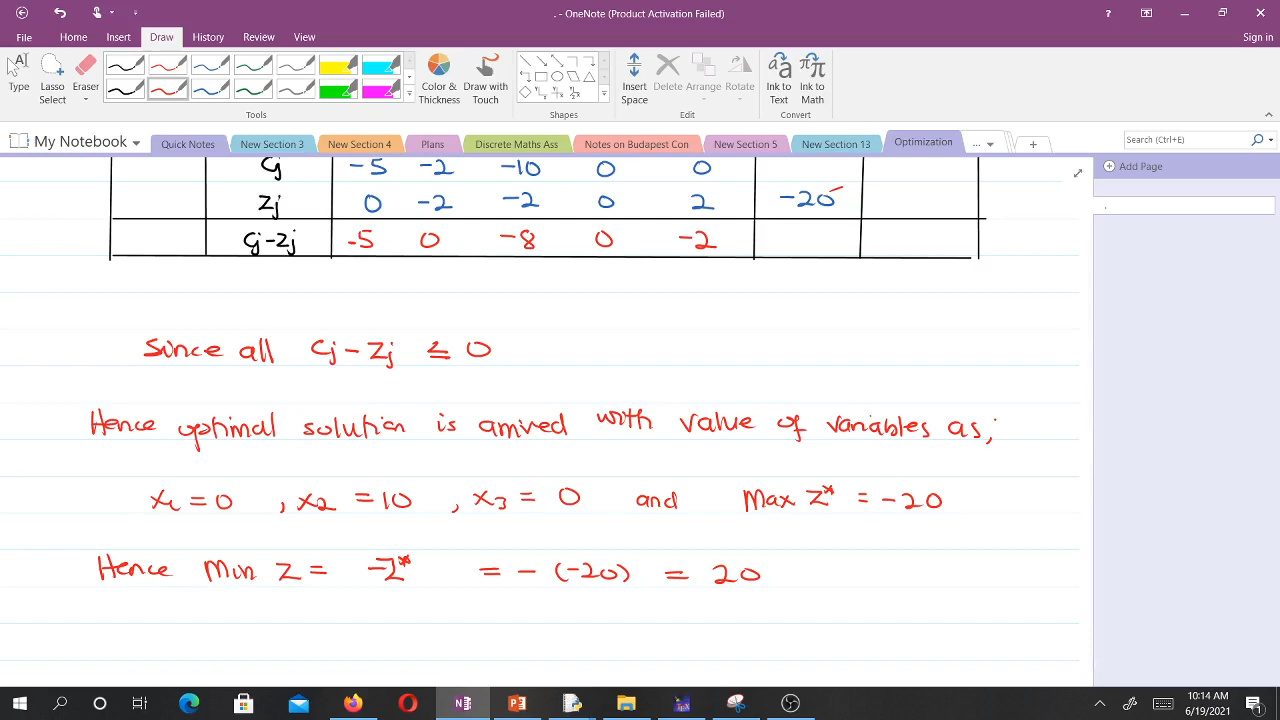 . - OneNote (Product Activation Failed)
File Home Insert Draw History Review View Sign in
Type Lasso Select Eraser Color & Thickness Draw with Touch Insert Space Delete Arrange Rotate Ink to Text Ink to Math
Tools Shapes Edit Convert
My Notebook Quick Notes New Section 3 New Section 4 Plans Discrete Maths Ass Notes on Budapest Con New Section 5 New Section 13 Optimization ... Search (Ctrl+E)
Add Page
.
Cj -5 -2 -10 0 0
Zj 0 -2 -2 0 2 -20
Cj-Zj -5 0 -8 0 -2
Since all Cj - Zj ≤ 0
Hence optimal solution is arrived with value of variables as;
x1 = 0 , x2 = 10 , x3 = 0 and Max Z* = -20
Hence Min Z = -Z* = - (-20) = 20
10:14 AM
6/19/2021